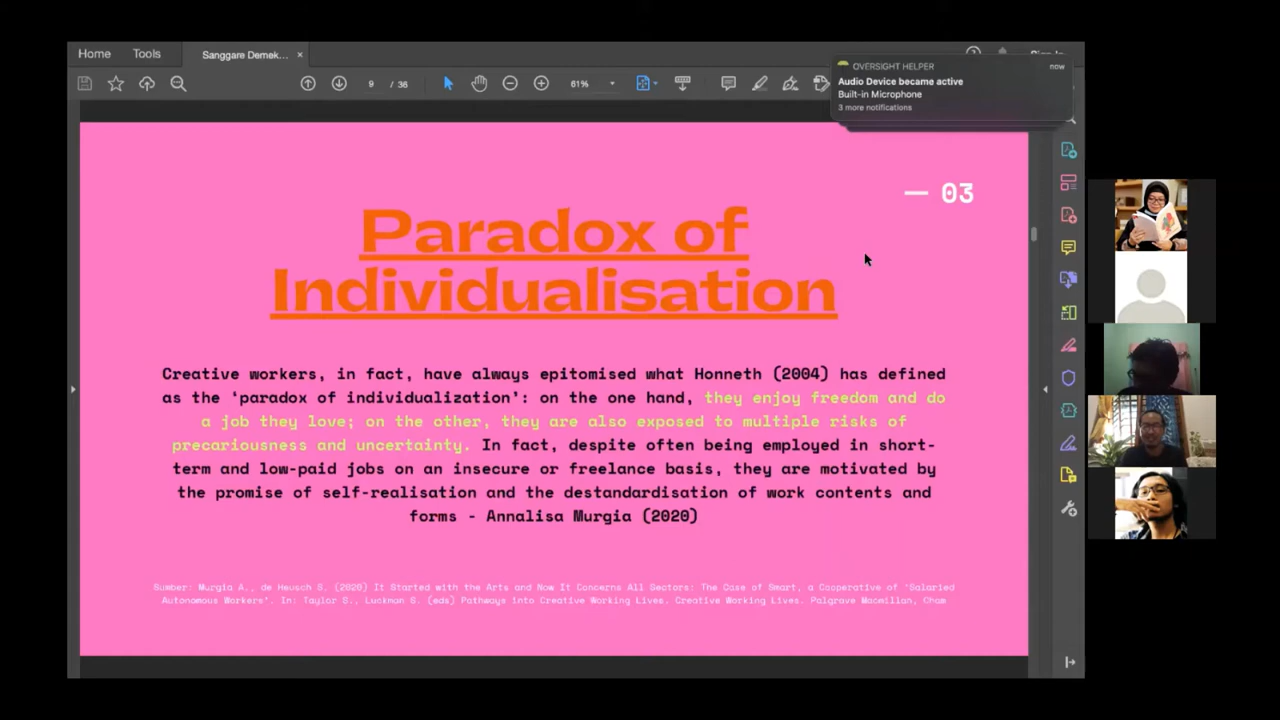 Home Tools Sanggare Demek... ×
9 / 36 61%
OVERSIGHT HELPER now
Audio Device became active
Built-in Microphone
3 more notifications
— 03
Paradox of
Individualisation
Creative workers, in fact, have always epitomised what Honneth (2004) has defined
as the ‘paradox of individualization’: on the one hand, they enjoy freedom and do
a job they love; on the other, they are also exposed to multiple risks of
precariousness and uncertainty. In fact, despite often being employed in short-
term and low-paid jobs on an insecure or freelance basis, they are motivated by
the promise of self-realisation and the destandardisation of work contents and
forms - Annalisa Murgia (2020)
Sumber: Murgia A., de Heusch S. (2020) It Started with the Arts and Now It Concerns All Sectors: The Case of Smart, a Cooperative of ‘Salaried
Autonomous Workers’. In: Taylor S., Luckman S. (eds) Pathways into Creative Working Lives. Creative Working Lives. Palgrave Macmillan, Cham